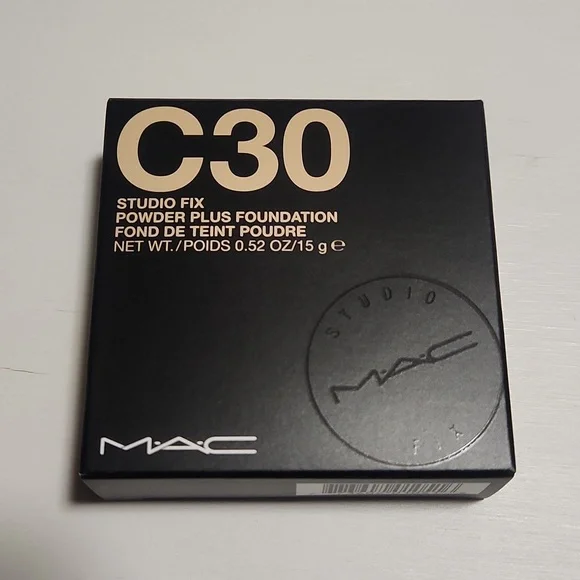 C30
STUDIO FIX
POWDER PLUS FOUNDATION
FOND DE TEINT POUDRE
NET WT./POIDS 0.52 OZ/15 g ℮
STUDIO
M·A·C
FIX
M·A·C